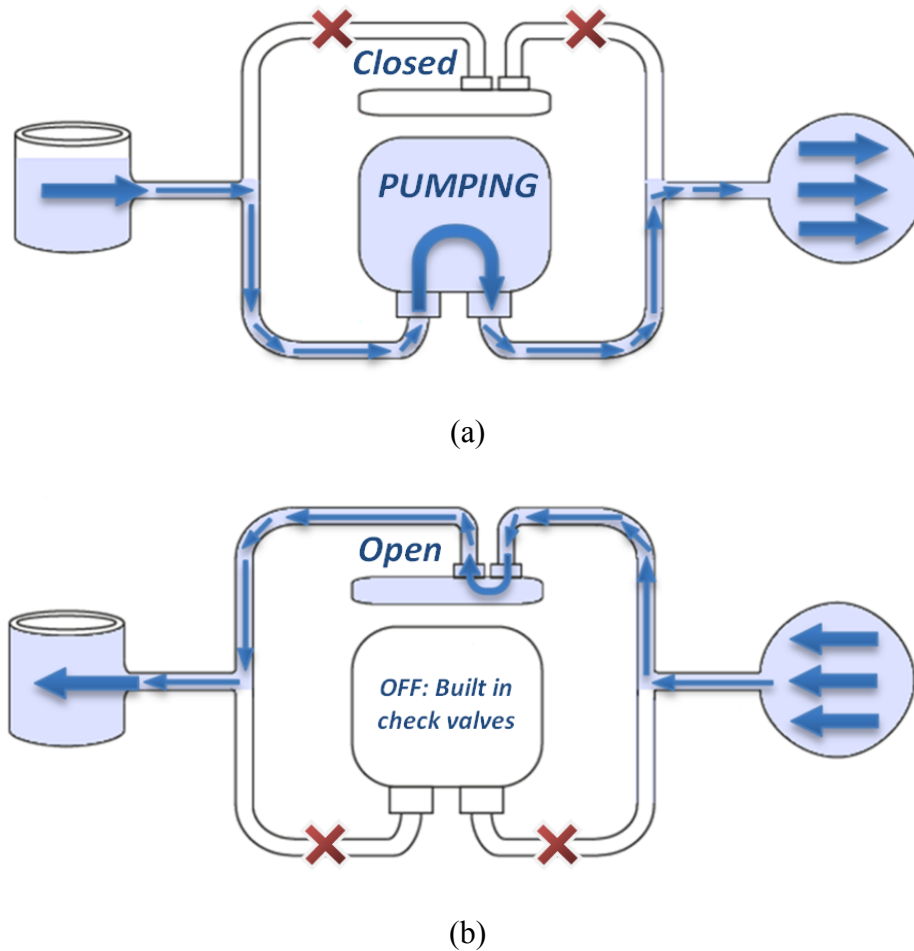 Closed
PUMPING
(a)
Open
OFF: Built in
check valves
(b)